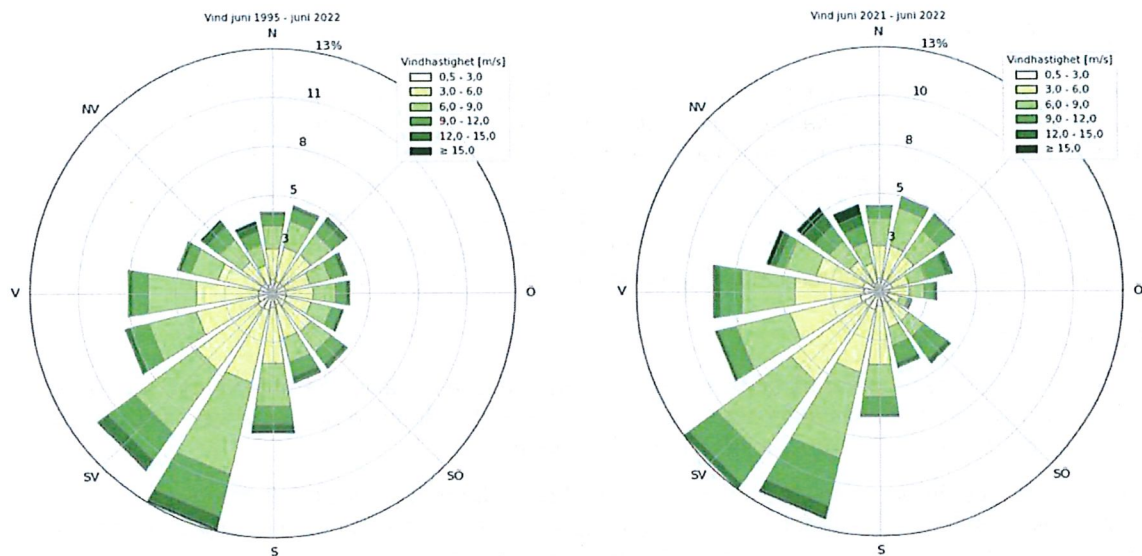 Vind juni 1995 - juni 2022
N
13%
11
8
5
3
NV
V
SV
S
SÖ
Ö
Vindhastighet [m/s]
0,5 - 3,0
3,0 - 6,0
6,0 - 9,0
9,0 - 12,0
12,0 - 15,0
≥ 15,0
Vind juni 2021 - juni 2022
N
13%
10
8
5
3
NV
V
SV
S
SÖ
Ö
Vindhastighet [m/s]
0,5 - 3,0
3,0 - 6,0
6,0 - 9,0
9,0 - 12,0
12,0 - 15,0
≥ 15,0